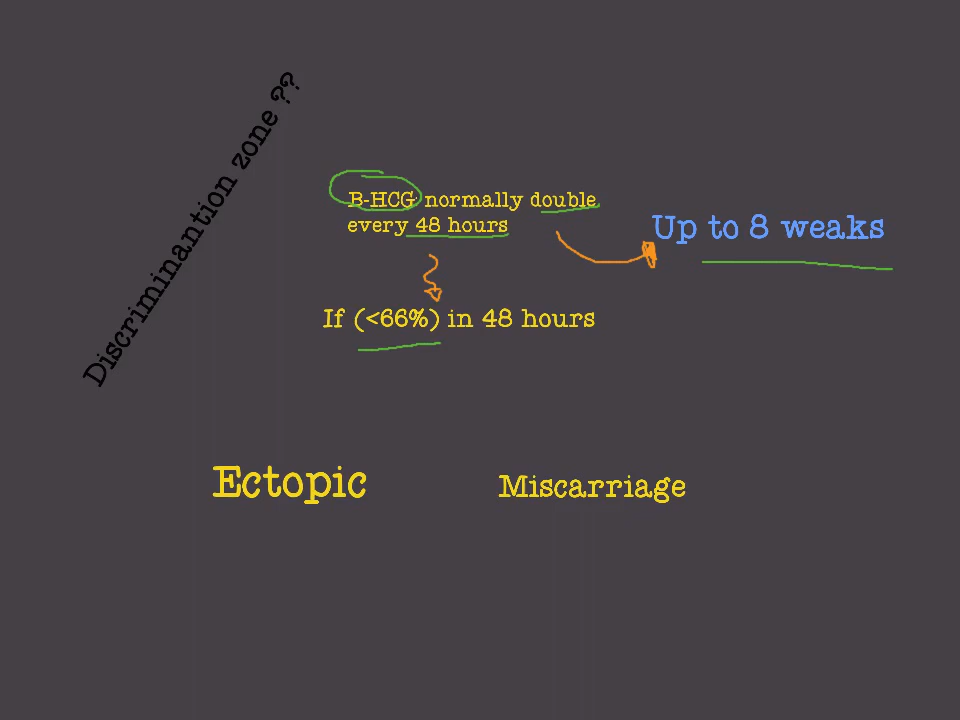 Discriminantion zone ??
B-HCG normally double
every 48 hours
Up to 8 weaks
If (<66%) in 48 hours
Ectopic
Miscarriage